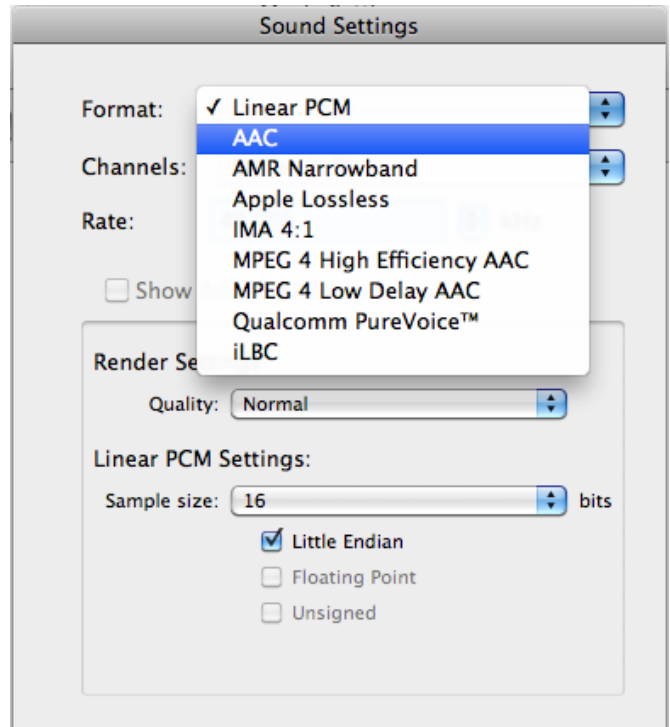 Sound Settings
Format:
✓ Linear PCM
AAC
AMR Narrowband
Apple Lossless
IMA 4:1
MPEG 4 High Efficiency AAC
MPEG 4 Low Delay AAC
Qualcomm PureVoice™
iLBC
Channels:
Rate:
kHz
Show
Render Se
Quality: Normal
Linear PCM Settings:
Sample size: 16 bits
Little Endian
Floating Point
Unsigned